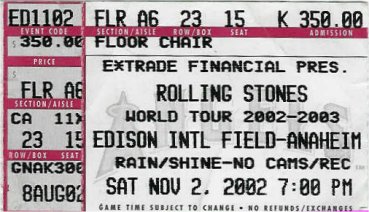 ED1102 FLR A6 23 15 K 350.00
EVENT CODE SECTION/AISLE ROW/BOX SEAT ADMISSION
350.00 FLOOR CHAIR
PRICE E*TRADE FINANCIAL PRES.
FLR A6 ROLLING STONES
SECTION/AISLE WORLD TOUR 2002-2003
CA 11X
23 15 EDISON INTL FIELD-ANAHEIM
ROW/BOX SEAT RAIN/SHINE-NO CAMS/REC
GNAK300
8AUG02 SAT NOV 2, 2002 7:00 PM
GAME TIME SUBJECT TO CHANGE • NO REFUNDS/EXCHANGES